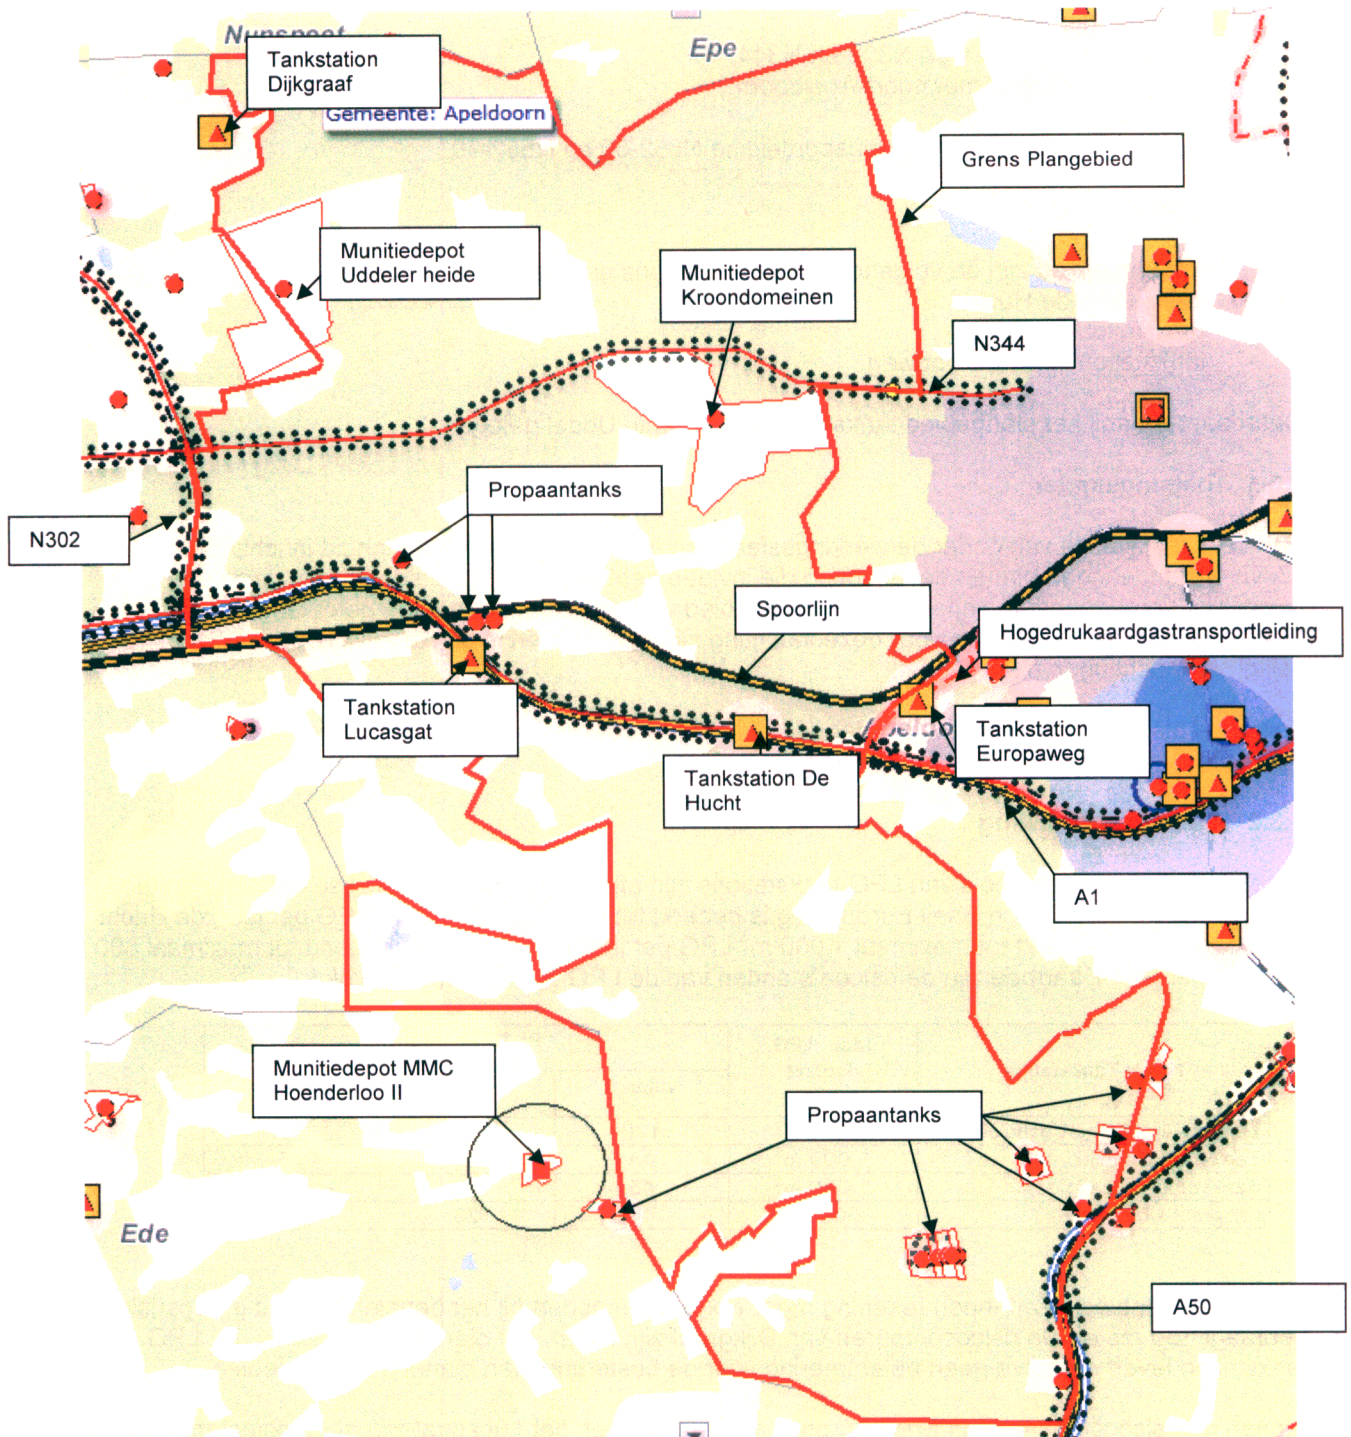 Nunspeet
Epe
Tankstation
Dijkgraaf
Gemeente: Apeldoorn
Grens Plangebied
Munitiedepot
Uddeler heide
Munitiedepot
Kroondomeinen
N344
Propaantanks
N302
Spoorlijn
Hogedrukaardgastransportleiding
Tankstation
Lucasgat
Tankstation
Europaweg
Tankstation De
Hucht
A1
Munitiedepot MMC
Hoenderloo II
Propaantanks
Ede
A50